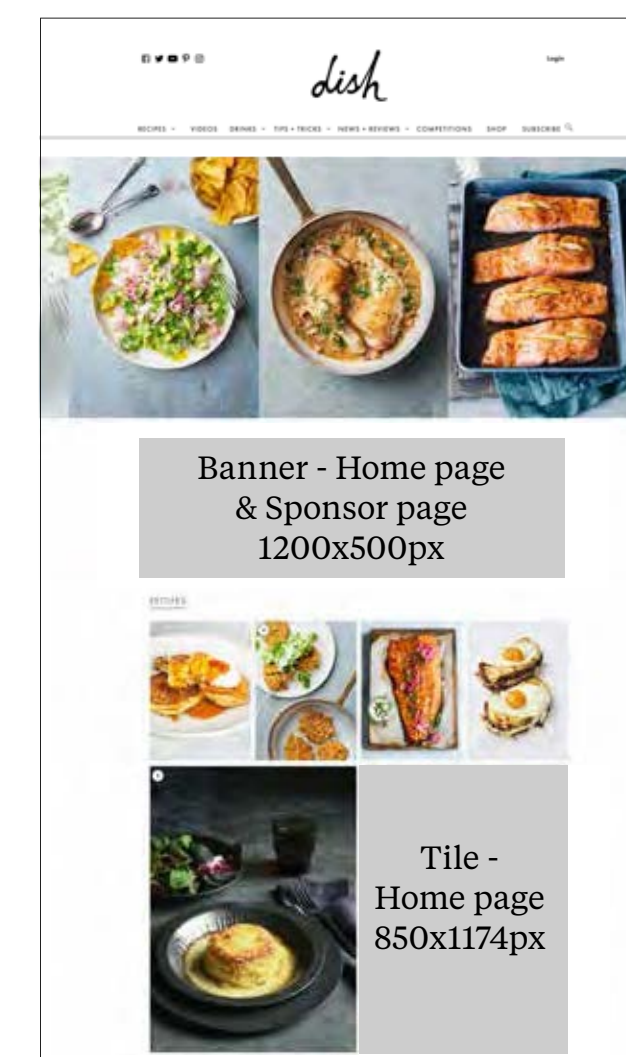 dish
Login
RECIPES VIDEOS DRINKS TIPS + TRICKS NEWS + REVIEWS COMPETITIONS SHOP SUBSCRIBE
Banner - Home page
& Sponsor page
1200x500px
RECIPES
Tile -
Home page
850x1174px